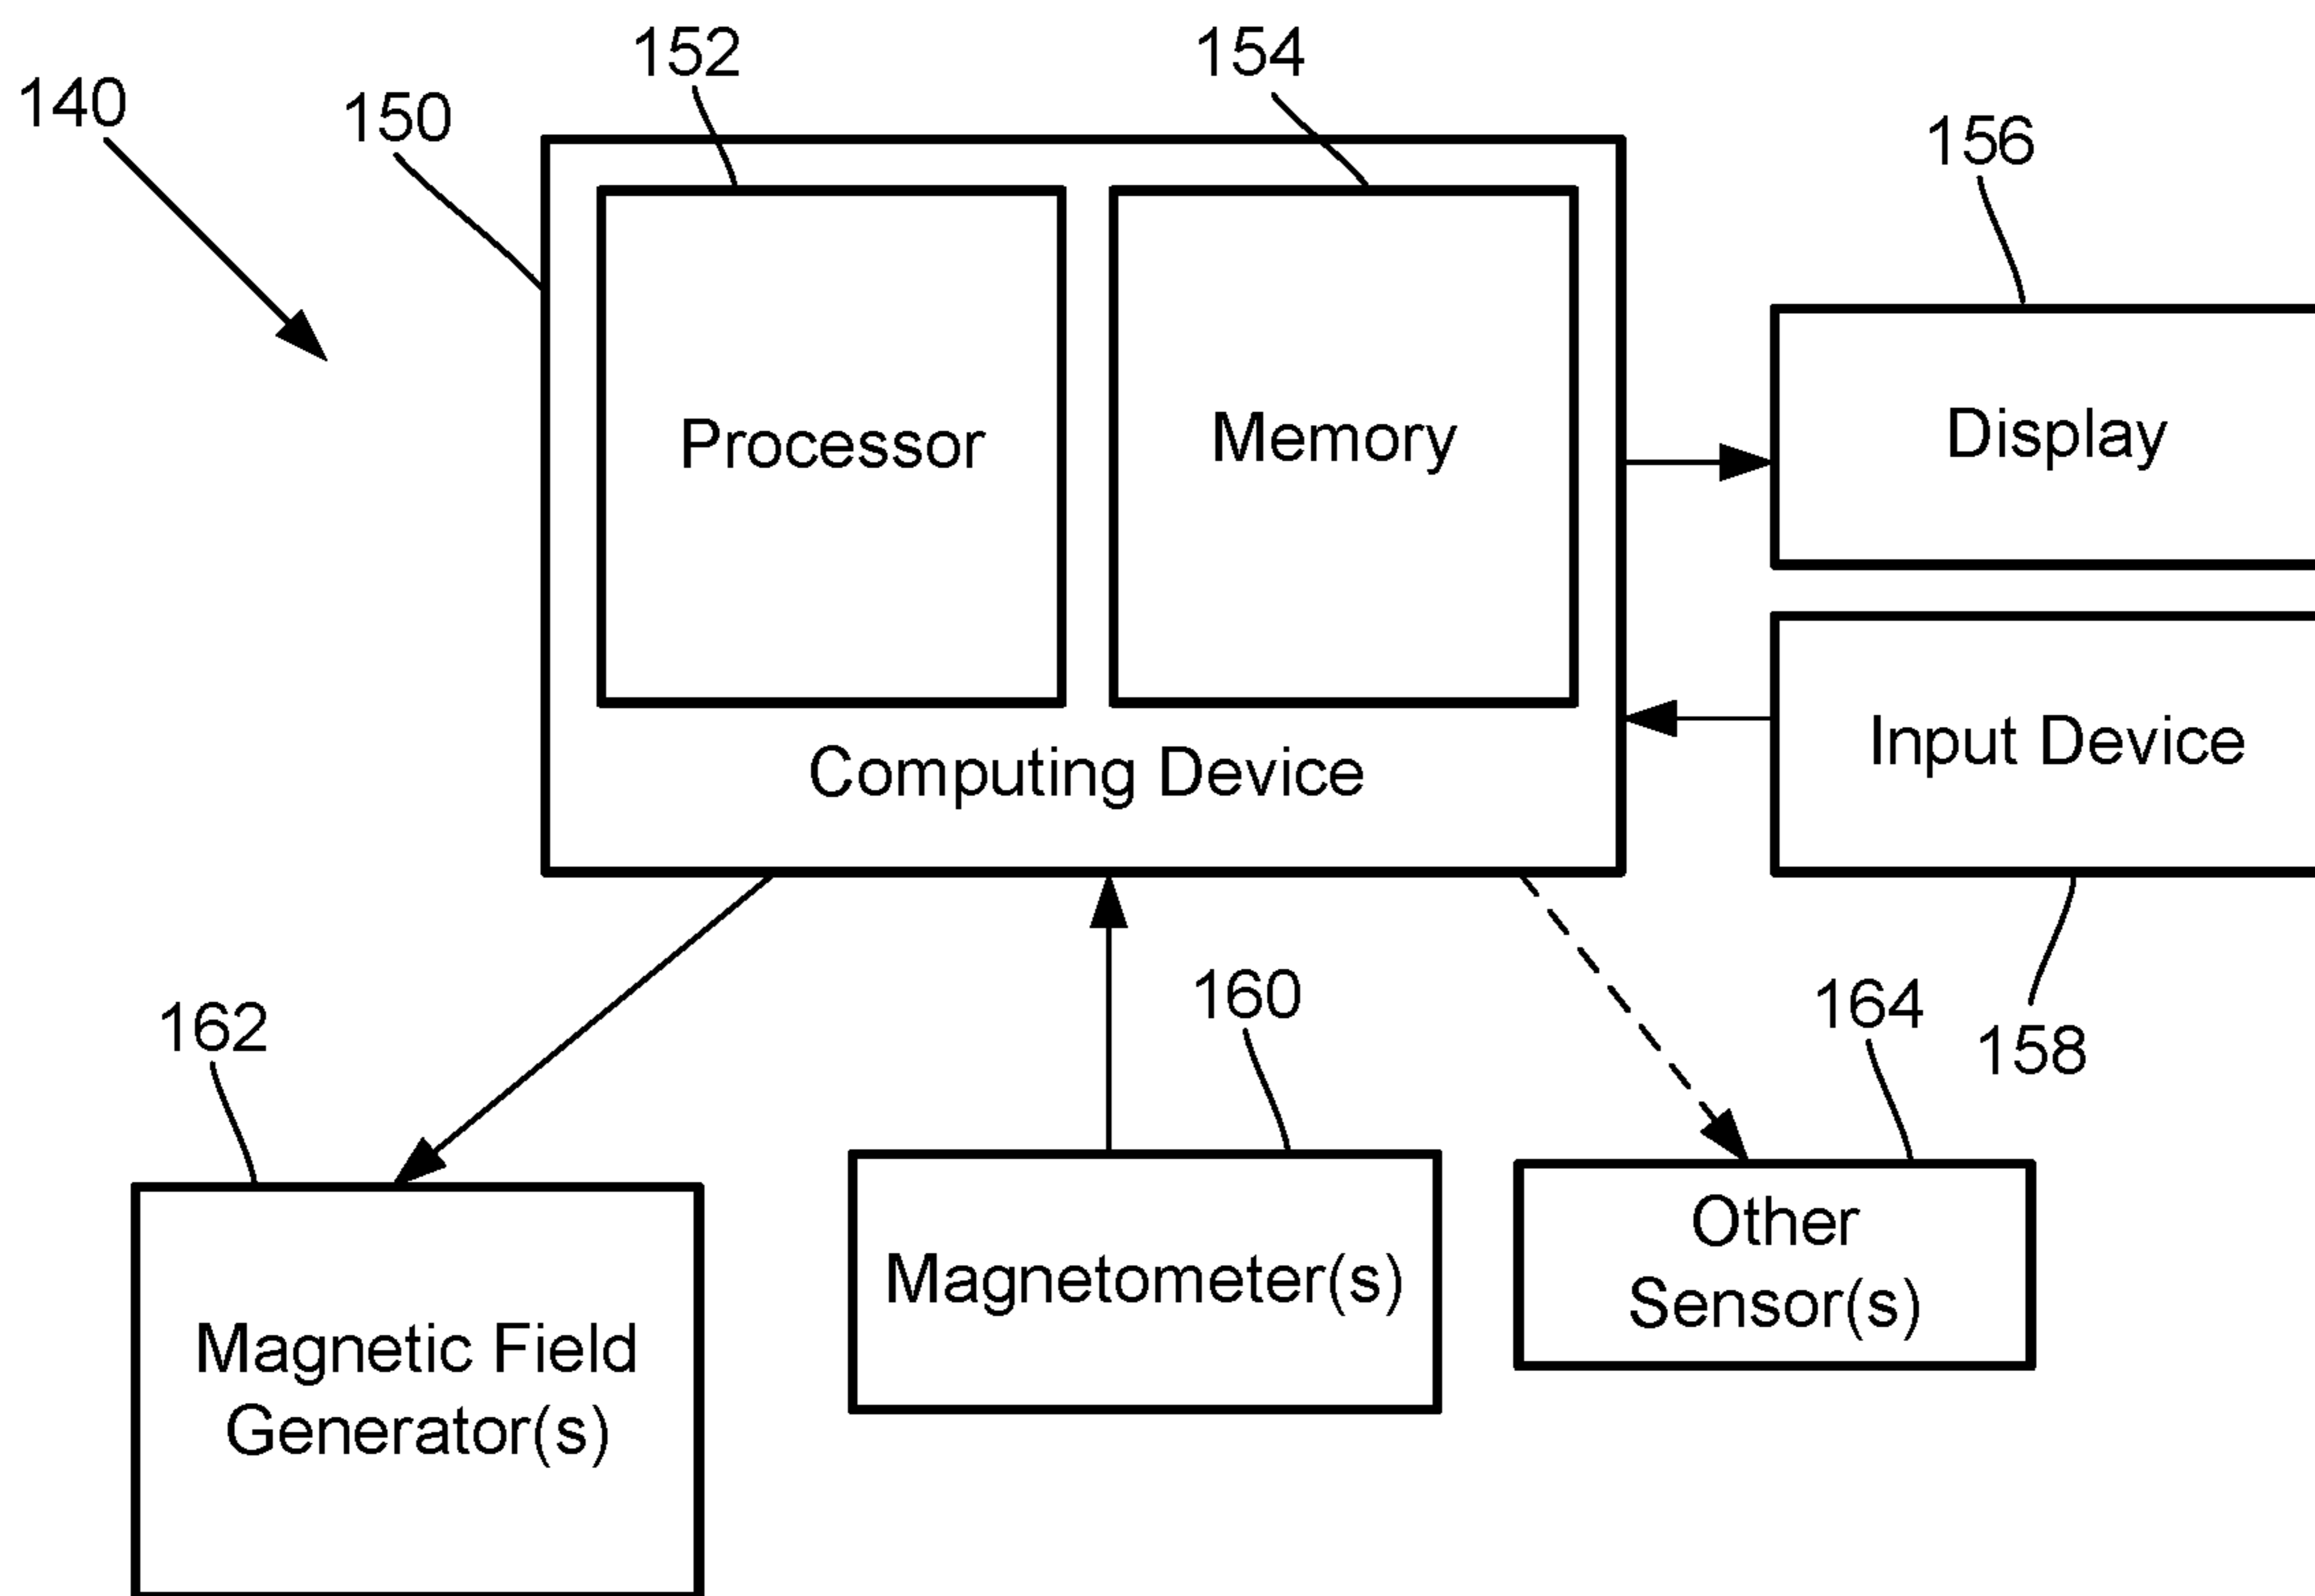 152
154
140
150
156
Processor
Memory
Display
Input Device
Computing Device
162
160
164
158
Magnetometer(s)
Other
Sensor(s)
Magnetic Field
Generator(s)